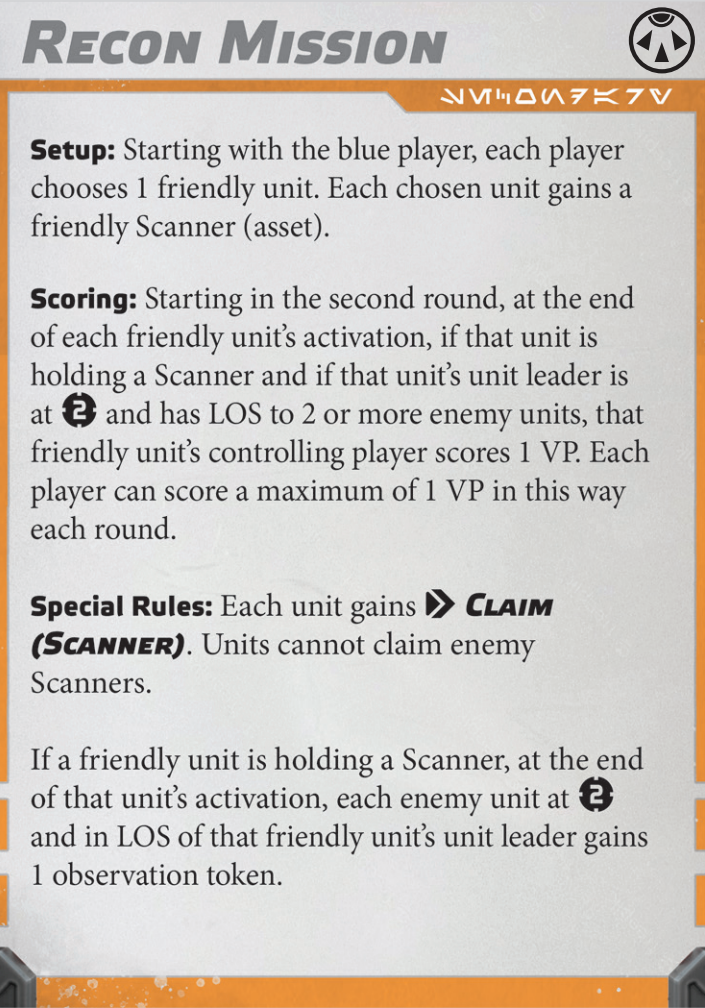 Recon Mission
Setup: Starting with the blue player, each player
chooses 1 friendly unit. Each chosen unit gains a
friendly Scanner (asset).
Scoring: Starting in the second round, at the end
of each friendly unit's activation, if that unit is
holding a Scanner and if that unit's unit leader is
at 2 and has LOS to 2 or more enemy units, that
friendly unit's controlling player scores 1 VP. Each
player can score a maximum of 1 VP in this way
each round.
Special Rules: Each unit gains Claim
(Scanner). Units cannot claim enemy
Scanners.
If a friendly unit is holding a Scanner, at the end
of that unit's activation, each enemy unit at 2
and in LOS of that friendly unit's unit leader gains
1 observation token.